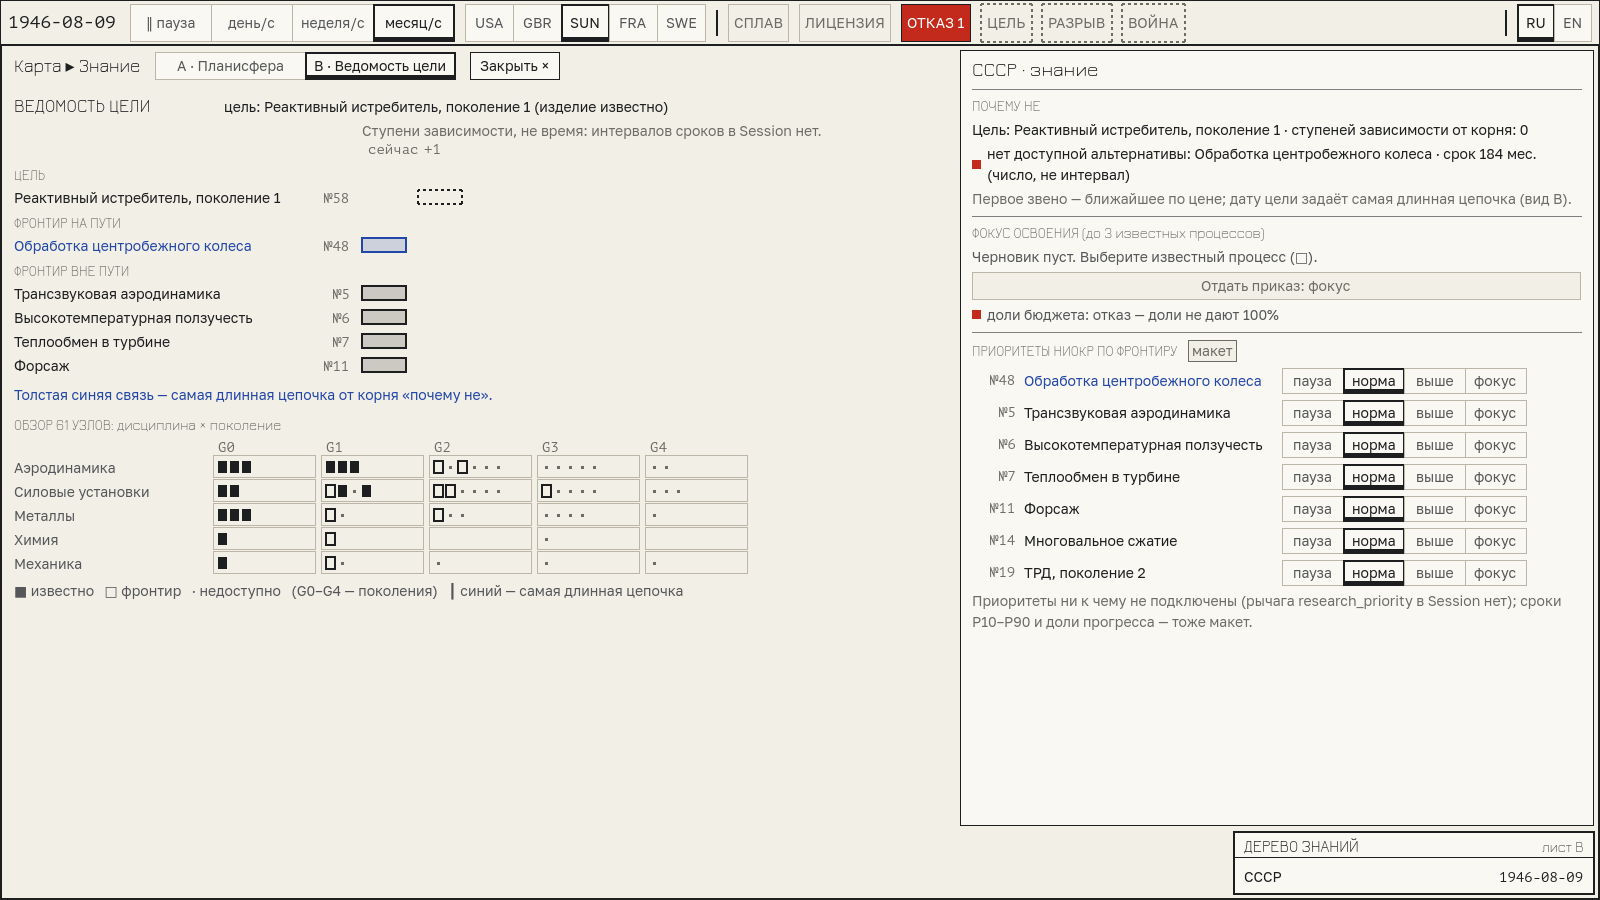 1946-08-09 ‖ пауза день/с неделя/с месяц/с USA GBR SUN FRA SWE СПЛАВ ЛИЦЕНЗИЯ ОТКАЗ 1 ЦЕЛЬ РАЗРЫВ ВОЙНА RU EN
Карта ▸ Знание A · Планисфера B · Ведомость цели Закрыть ×
ВЕДОМОСТЬ ЦЕЛИ цель: Реактивный истребитель, поколение 1 (изделие известно)
Ступени зависимости, не время: интервалов сроков в Session нет.
сейчас +1
ЦЕЛЬ
Реактивный истребитель, поколение 1 №58
ФРОНТИР НА ПУТИ
Обработка центробежного колеса №48
ФРОНТИР ВНЕ ПУТИ
Трансзвуковая аэродинамика №5
Высокотемпературная ползучесть №6
Теплообмен в турбине №7
Форсаж №11
Толстая синяя связь — самая длинная цепочка от корня «почему не».
ОБЗОР 61 УЗЛОВ: дисциплина × поколение
G0 G1 G2 G3 G4
Аэродинамика
Силовые установки
Металлы
Химия
Механика
■ известно □ фронтир · недоступно (G0–G4 — поколения) ┃ синий — самая длинная цепочка
СССР · знание
ПОЧЕМУ НЕ
Цель: Реактивный истребитель, поколение 1 · ступеней зависимости от корня: 0
нет доступной альтернативы: Обработка центробежного колеса · срок 184 мес.
(число, не интервал)
Первое звено — ближайшее по цене; дату цели задаёт самая длинная цепочка (вид B).
ФОКУС ОСВОЕНИЯ (до 3 известных процессов)
Черновик пуст. Выберите известный процесс (□).
Отдать приказ: фокус
доли бюджета: отказ — доли не дают 100%
ПРИОРИТЕТЫ НИОКР ПО ФРОНТИРУ макет
№48 Обработка центробежного колеса пауза норма выше фокус
№5 Трансзвуковая аэродинамика пауза норма выше фокус
№6 Высокотемпературная ползучесть пауза норма выше фокус
№7 Теплообмен в турбине пауза норма выше фокус
№11 Форсаж пауза норма выше фокус
№14 Многовальное сжатие пауза норма выше фокус
№19 ТРД, поколение 2 пауза норма выше фокус
Приоритеты ни к чему не подключены (рычага research_priority в Session нет); сроки
P10–P90 и доли прогресса — тоже макет.
ДЕРЕВО ЗНАНИЙ лист B
СССР 1946-08-09